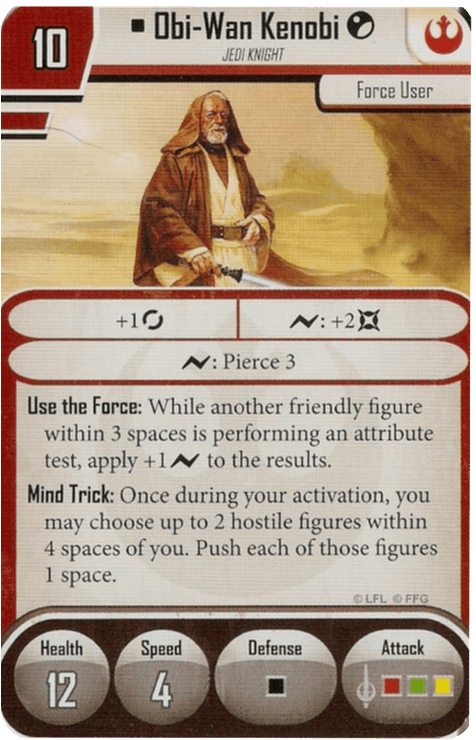 10
Obi-Wan Kenobi
JEDI KNIGHT
Force User
+1
: +2
: Pierce 3
Use the Force: While another friendly figure
within 3 spaces is performing an attribute
test, apply +1 to the results.
Mind Trick: Once during your activation, you
may choose up to 2 hostile figures within
4 spaces of you. Push each of those figures
1 space.
© LFL © FFG
Health
Speed
Defense
Attack
12
4